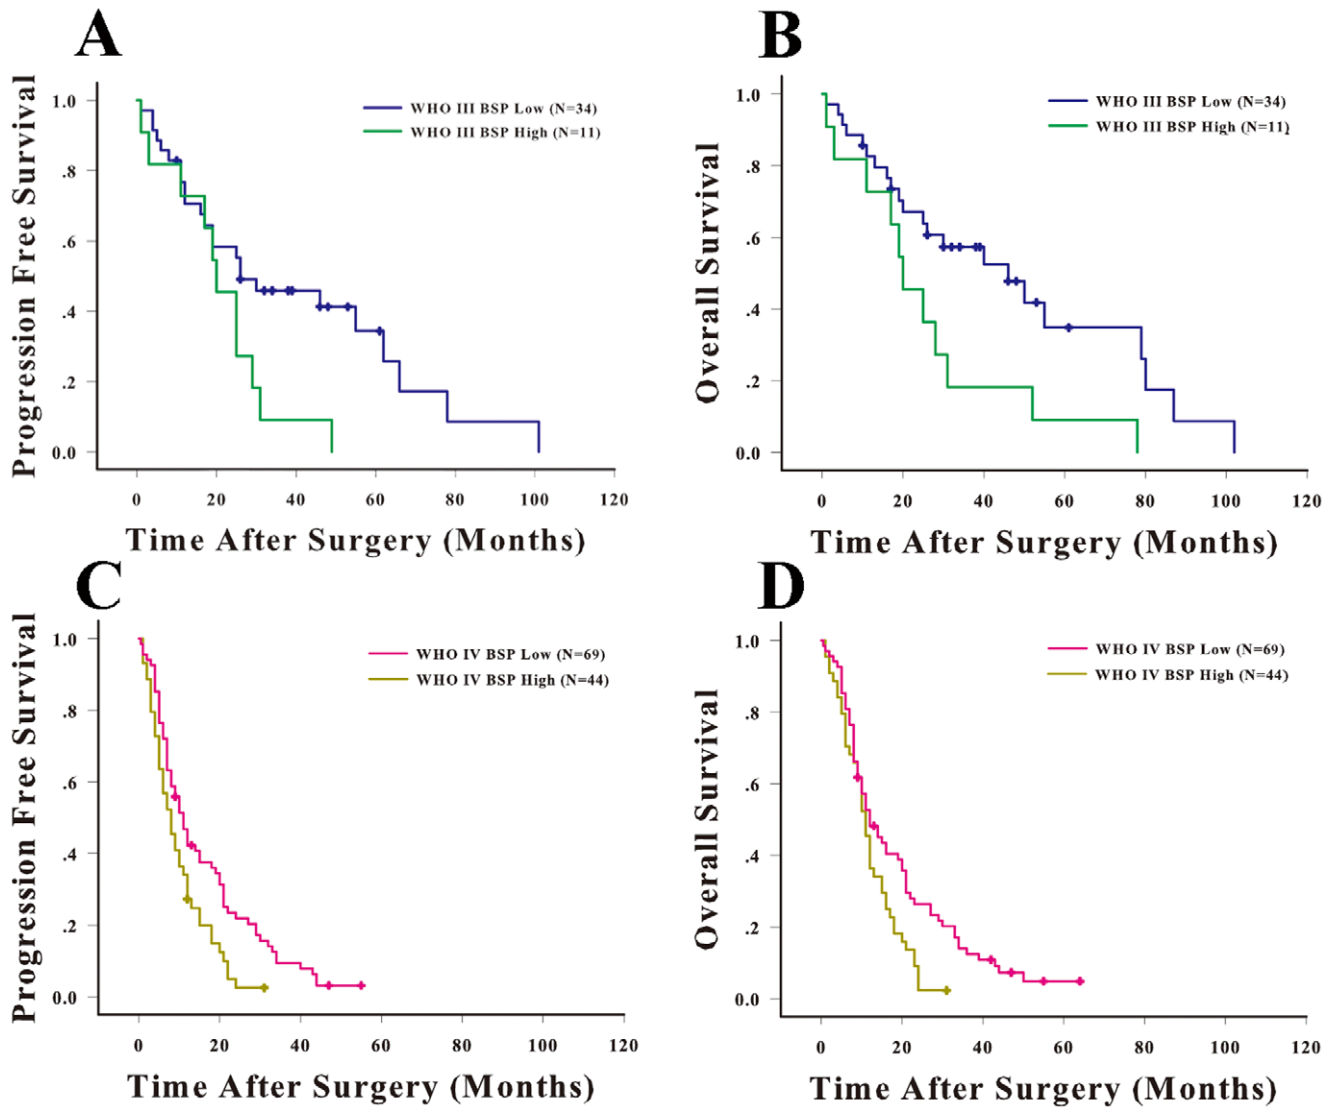 A
Progression Free Survival
1.0
.8
.6
.4
.2
0.0
WHO III BSP Low (N=34)
WHO III BSP High (N=11)
0 20 40 60 80 100 120
Time After Surgery (Months)
B
Overall Survival
1.0
.8
.6
.4
.2
0.0
WHO III BSP Low (N=34)
WHO III BSP High (N=11)
0 20 40 60 80 100 120
Time After Surgery (Months)
C
Progression Free Survival
1.0
.8
.6
.4
.2
0.0
WHO IV BSP Low (N=69)
WHO IV BSP High (N=44)
0 20 40 60 80 100 120
Time After Surgery (Months)
D
Overall Survival
1.0
.8
.6
.4
.2
0.0
WHO IV BSP Low (N=69)
WHO IV BSP High (N=44)
0 20 40 60 80 100 120
Time After Surgery (Months)